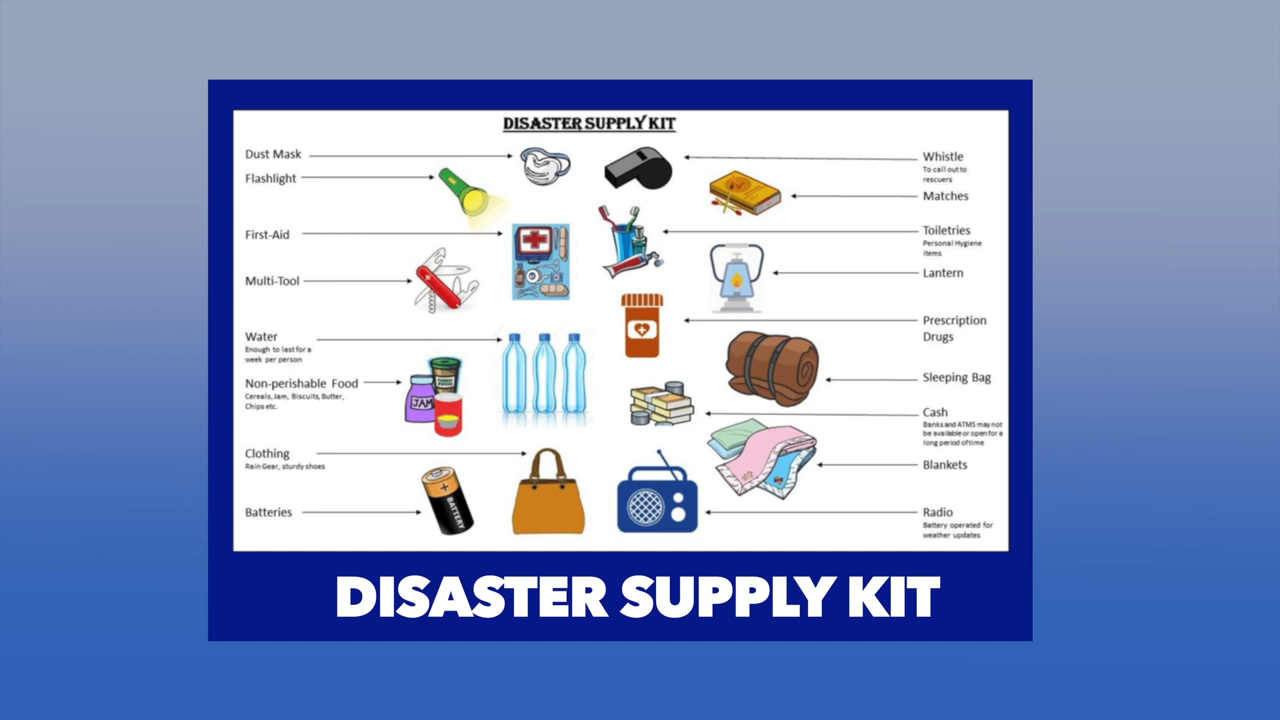 DISASTER SUPPLY KIT
Dust Mask
Flashlight
First-Aid
Multi-Tool
Water
Enough to last for a
week per person
Non-perishable Food
Cereals, Jam, Biscuits, Butter,
Chips etc.
Clothing
Rain Gear, sturdy shoes
Batteries
JAM
BATTERY
Whistle
To call out to
rescuers
Matches
Toiletries
Personal Hygiene
items
Lantern
Prescription
Drugs
Sleeping Bag
Cash
Banks and ATMS may not
be available or open for a
long period of time
Blankets
Radio
Battery operated for
weather updates
DISASTER SUPPLY KIT